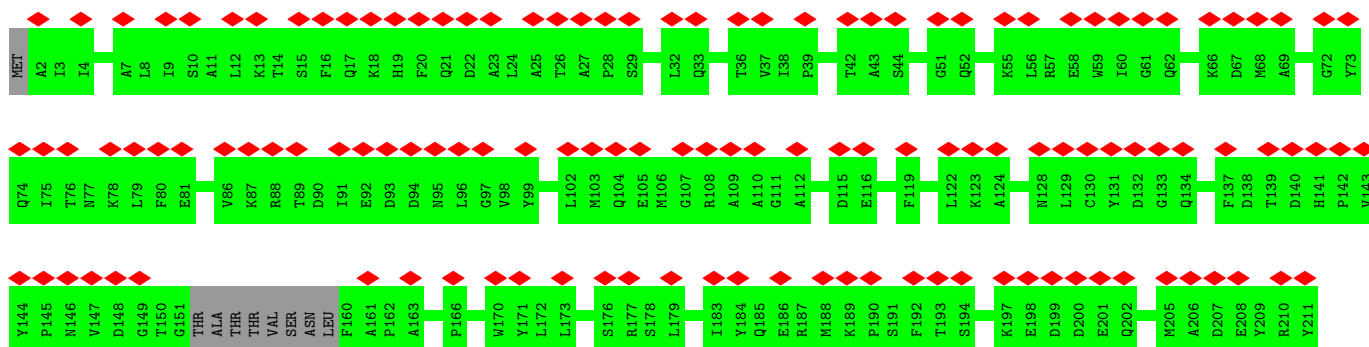 MET A2 I3 I4 A7 L8 I9 S10 A11 L12 K13 T14 S15 F16 Q17 K18 H19 F20 Q21 D22 A23 L24 A25 T26 A27 P28 S29 L32 Q33 T36 V37 I38 P39 T42 A43 S44 G51 Q52 K55 L56 R57 E58 W59 I60 G61 Q62 K66 D67 M68 A69 G72 Y73
Q74 I75 T76 N77 K78 L79 F80 E81 V86 K87 R88 T89 D90 I91 E92 D93 D94 N95 L96 G97 V98 Y99 L102 M103 Q104 E105 M106 G107 R108 A109 A110 G111 A112 D115 E116 F119 L122 K123 A124 N128 L129 C130 Y131 D132 G133 Q134 F137 D138 T139 D140 H141 P142 V143
Y144 P145 N146 V147 D148 G149 T150 G151 THR ALA THR THR VAL SER ASN LEU F160 A161 P162 A163 P166 W170 Y171 L172 L173 S176 R177 S178 L179 I183 Y184 Q185 E186 R187 M188 K189 P190 S191 F192 T193 S194 K197 E198 D199 D200 E201 Q202 M205 A206 D207 E208 Y209 R210 Y211